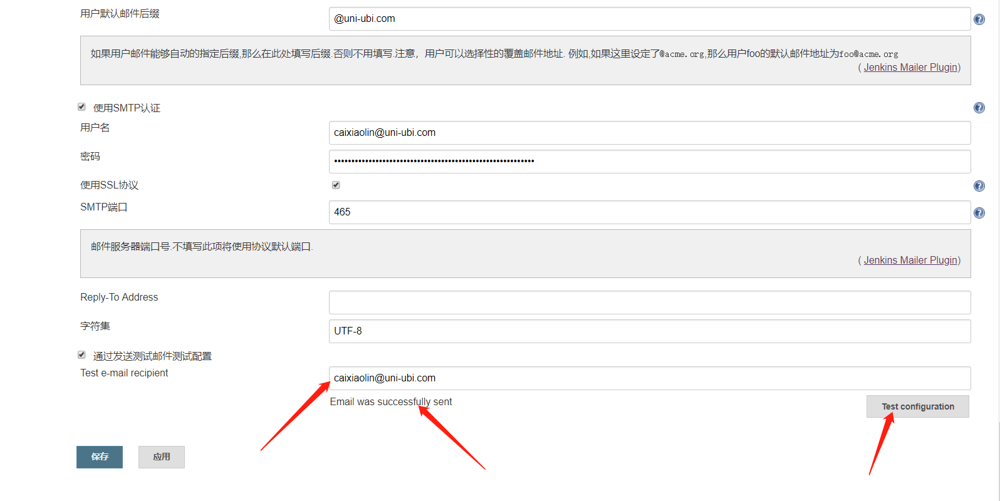 用户默认邮件后缀
@uni-ubi.com
如果用户邮件能够自动的指定后缀,那么在此处填写后缀.否则不用填写.注意，用户可以选择性的覆盖邮件地址. 例如,如果这里设定了@acme.org,那么用户foo的默认邮件地址为foo@acme.org
( Jenkins Mailer Plugin)
使用SMTP认证
用户名
caixiaolin@uni-ubi.com
密码
使用SSL协议
SMTP端口
465
邮件服务器端口号.不填写此项将使用协议默认端口.
( Jenkins Mailer Plugin)
Reply-To Address
字符集
UTF-8
通过发送测试邮件测试配置
Test e-mail recipient
caixiaolin@uni-ubi.com
Email was successfully sent
Test configuration
保存
应用